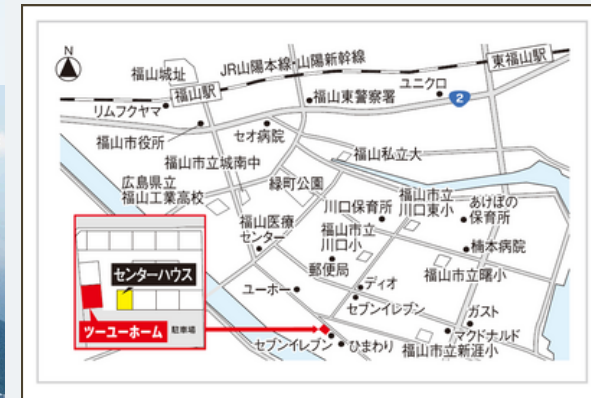 N
福山城址
JR山陽本線・山陽新幹線
東福山駅
福山駅
リムフクヤマ
福山東警察署
ユニクロ
2
福山市役所
セオ病院
福山市立城南中
福山私立大
広島県立
福山工業高校
緑町公園
福山市立
川口東小
あけぼの
保育所
川口保育所
福山医療
センター
福山市立
川口小
楠本病院
郵便局
福山市立曙小
センターハウス
ユーホー
ディオ
セブンイレブン
ガスト
ツーユーホーム
駐車場
セブンイレブン
ひまわり
マクドナルド
福山市立新涯小